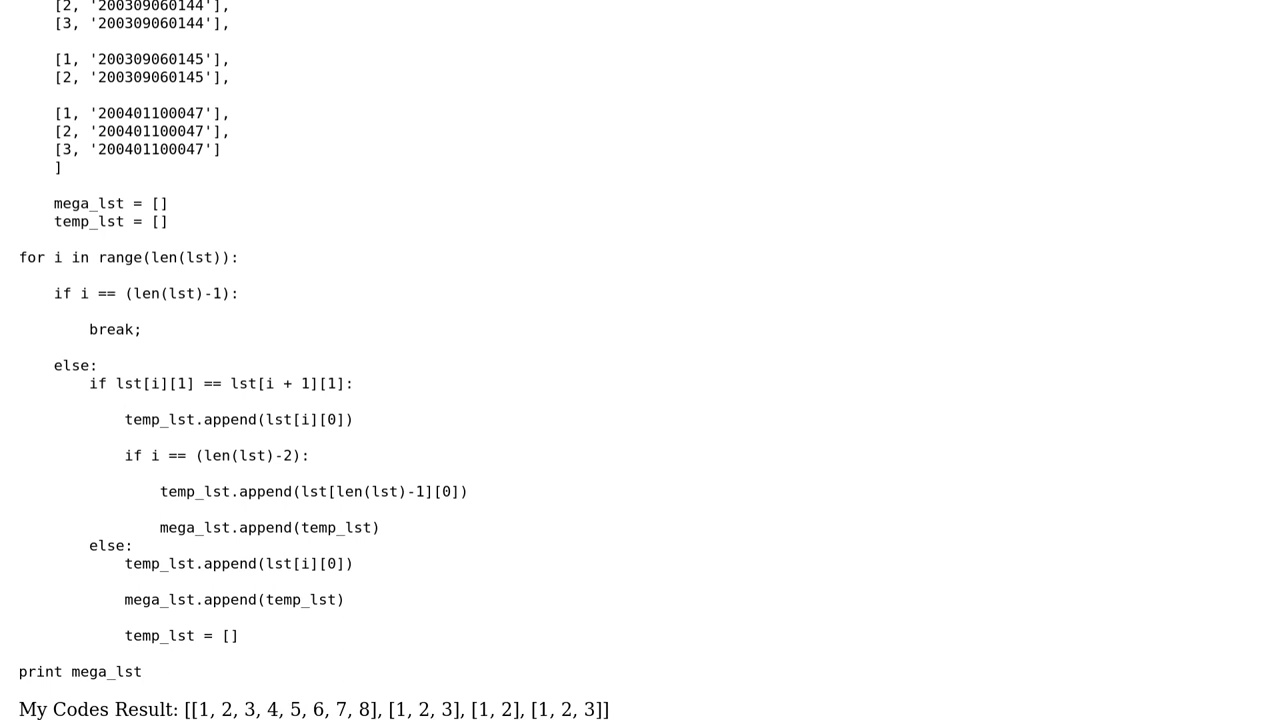 [2, '200309060144'],
[3, '200309060144'],
[1, '200309060145'],
[2, '200309060145'],
[1, '200401100047'],
[2, '200401100047'],
[3, '200401100047']
]
mega_lst = []
temp_lst = []
for i in range(len(lst)):
if i == (len(lst)-1):
break;
else:
if lst[i][1] == lst[i + 1][1]:
temp_lst.append(lst[i][0])
if i == (len(lst)-2):
temp_lst.append(lst[len(lst)-1][0])
mega_lst.append(temp_lst)
else:
temp_lst.append(lst[i][0])
mega_lst.append(temp_lst)
temp_lst = []
print mega_lst
My Codes Result: [[1, 2, 3, 4, 5, 6, 7, 8], [1, 2, 3], [1, 2], [1, 2, 3]]